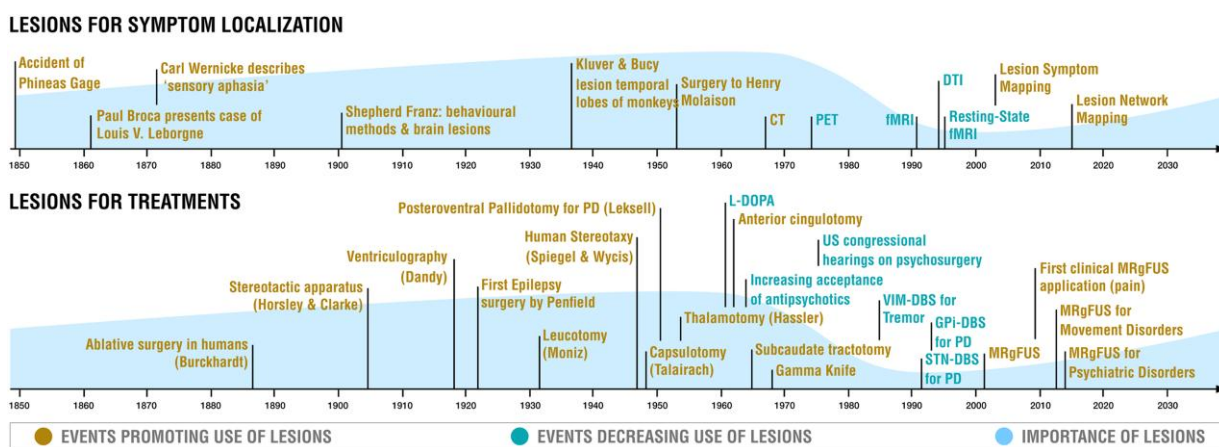 LESIONS FOR SYMPTOM LOCALIZATION
Accident of
Phineas Gage
Paul Broca presents case of
Louis V. Leborgne
Carl Wernicke describes
'sensory aphasia'
Shepherd Franz: behavioural
methods & brain lesions
Kluver & Bucy
lesion temporal
lobes of monkeys
Surgery to Henry
Molaison
CT
PET
fMRI
DTI
Resting-State
fMRI
Lesion Symptom
Mapping
Lesion Network
Mapping
1850 1860 1870 1880 1890 1900 1910 1920 1930 1940 1950 1960 1970 1980 1990 2000 2010 2020 2030
LESIONS FOR TREATMENTS
Ablative surgery in humans
(Burckhardt)
Stereotactic apparatus
(Horsley & Clarke)
Ventriculography
(Dandy)
First Epilepsy
surgery by Penfield
Leucotomy
(Moniz)
Human Stereotaxy
(Spiegel & Wycis)
Capsulotomy
(Talairach)
Posteroventral Pallidotomy for PD (Leksell)
Thalamotomy (Hassler)
L-DOPA
Anterior cingulotomy
Increasing acceptance
of antipsychotics
Subcaudate tractotomy
Gamma Knife
US congressional
hearings on psychosurgery
VIM-DBS for
Tremor
STN-DBS
for PD
GPi-DBS
for PD
MRgFUS
First clinical MRgFUS
application (pain)
MRgFUS for
Movement Disorders
MRgFUS for
Psychiatric Disorders
1850 1860 1870 1880 1890 1900 1910 1920 1930 1940 1950 1960 1970 1980 1990 2000 2010 2020 2030
EVENTS PROMOTING USE OF LESIONS
EVENTS DECREASING USE OF LESIONS
IMPORTANCE OF LESIONS